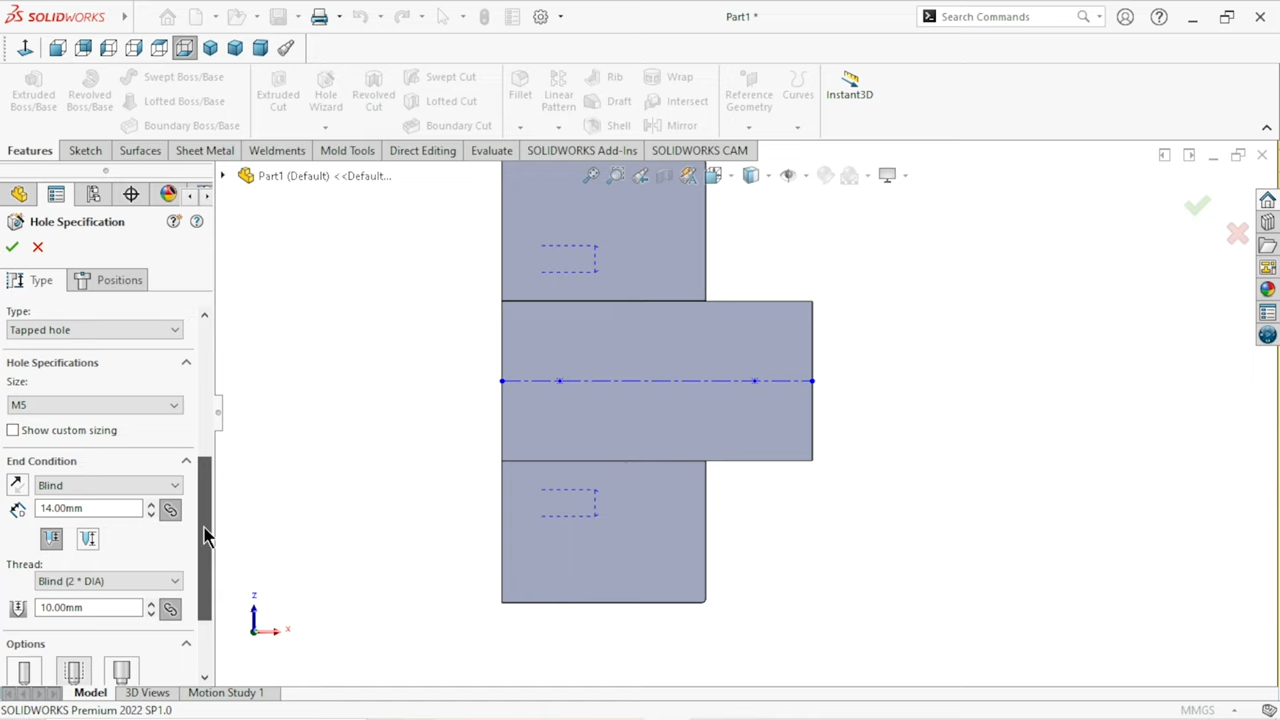 SOLIDWORKS
Part1 *
Search Commands
Extruded Boss/Base
Revolved Boss/Base
Swept Boss/Base
Lofted Boss/Base
Boundary Boss/Base
Extruded Cut
Hole Wizard
Revolved Cut
Swept Cut
Lofted Cut
Boundary Cut
Fillet
Linear Pattern
Rib
Draft
Shell
Wrap
Intersect
Mirror
Reference Geometry
Curves
Instant3D
Features
Sketch
Surfaces
Sheet Metal
Weldments
Mold Tools
Direct Editing
Evaluate
SOLIDWORKS Add-Ins
SOLIDWORKS CAM
Part1 (Default) <<Default...
Hole Specification
Type
Positions
Type:
Tapped hole
Hole Specifications
Size:
M5
Show custom sizing
End Condition
Blind
14.00mm
Thread:
Blind (2 * DIA)
10.00mm
Options
z
x
Model
3D Views
Motion Study 1
SOLIDWORKS Premium 2022 SP1.0
MMGS